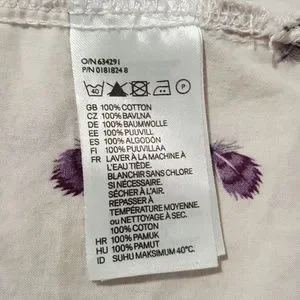 O/N 634291
P/N 0181824 8
40 P
GB 100% COTTON
CZ 100% BAVLNA
DE 100% BAUMWOLLE
EE 100% PUUVILL
ES 100% ALGODÓN
FI 100% PUUVILLAA
FR LAVER À LA MACHINE À
L'EAU TIÈDE.
BLANCHIR SANS CHLORE
SI NÉCESSAIRE.
SÉCHER À L'AIR.
REPASSER À
TEMPÉRATURE MOYENNE.
OU NETTOYAGE À SEC.
100% COTON
HR 100% PAMUK
HU 100% PAMUT
ID SUHU MAKSIMUM 40°C.